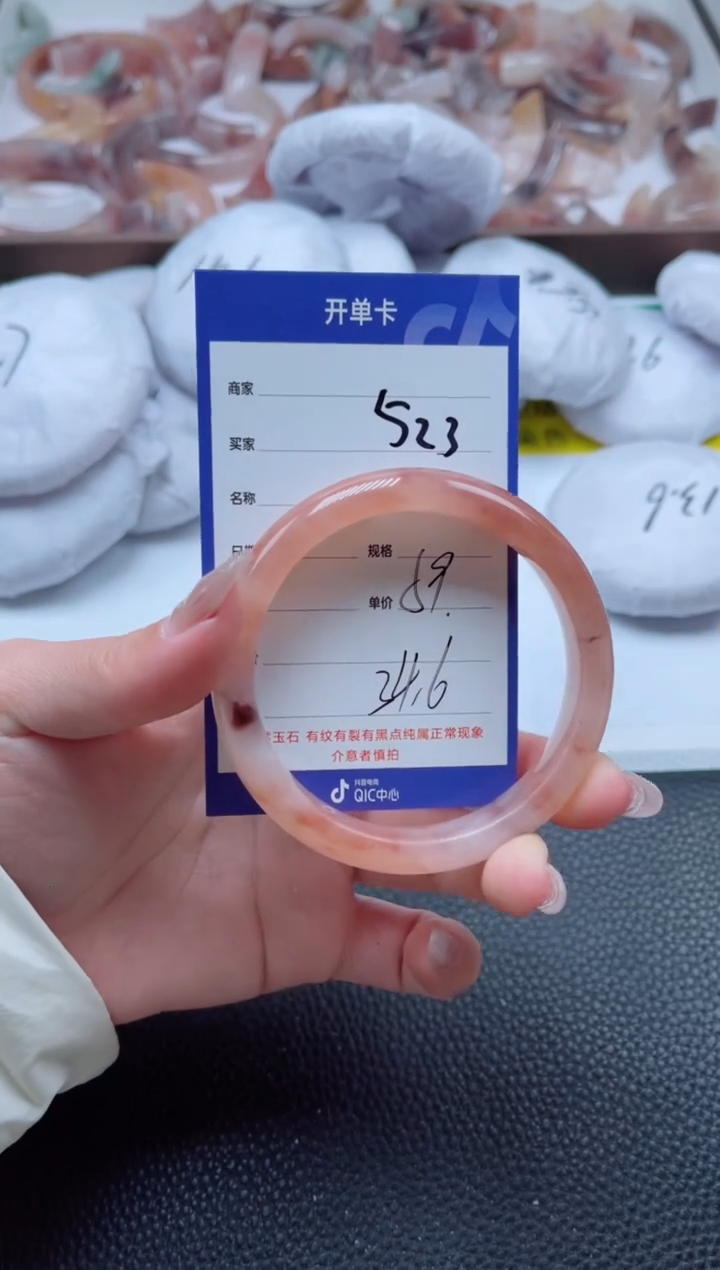 开单卡
商家
523
买家
名称
规格
59.
单价
24.6
玉石 有纹有裂有黑点纯属正常现象
介意者慎拍
抖音电商
QIC中心
13.6